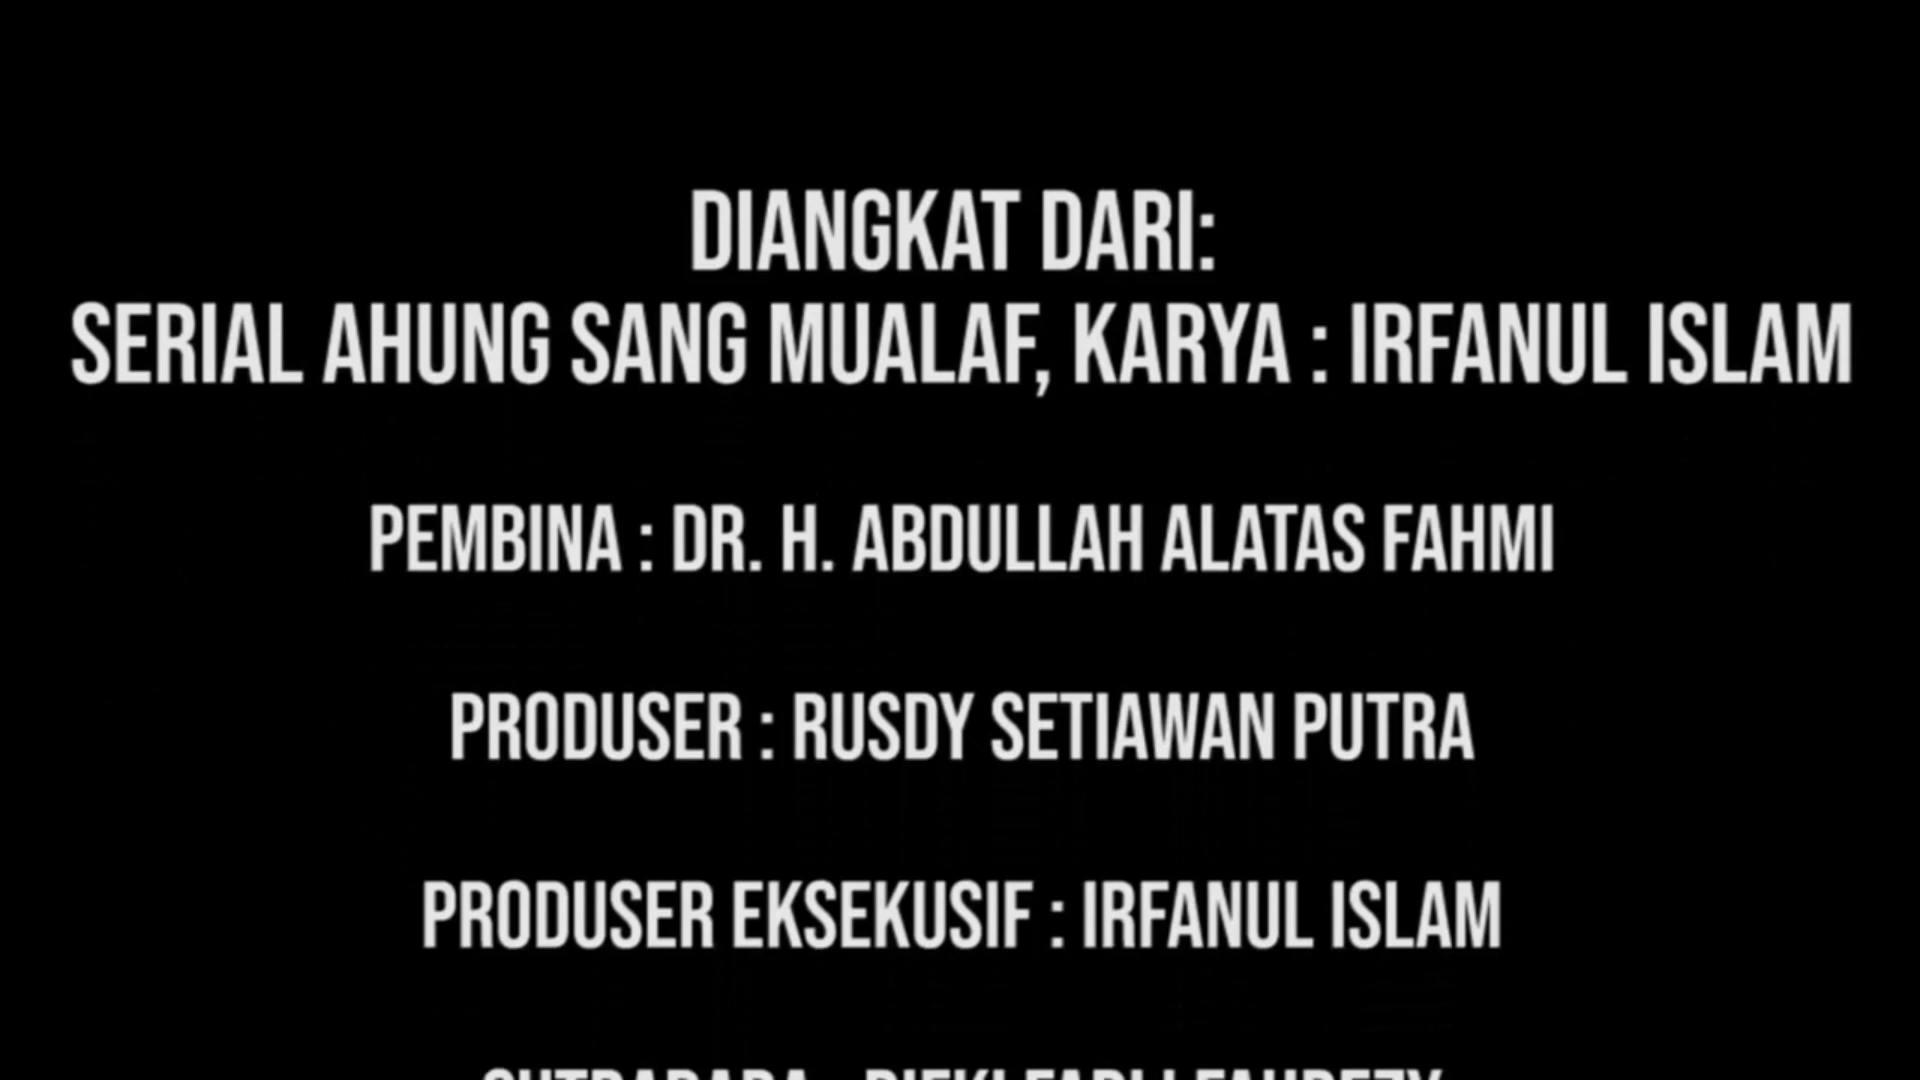 DIANGKAT DARI:
SERIAL AHUNG SANG MUALAF, KARYA : IRFANUL ISLAM
PEMBINA : DR. H. ABDULLAH ALATAS FAHMI
PRODUSER : RUSDY SETIAWAN PUTRA
PRODUSER EKSEKUSIF : IRFANUL ISLAM